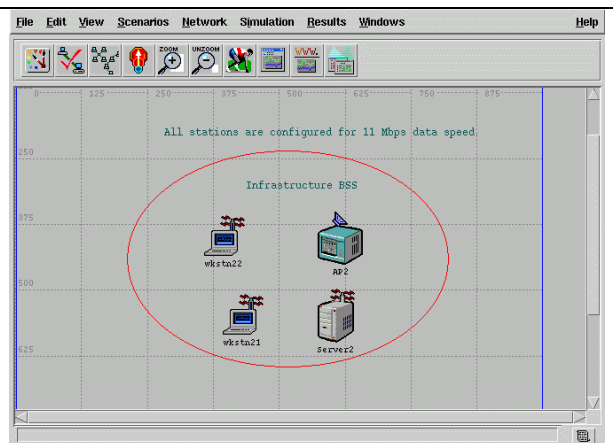 File Edit View Scenarios Network Simulation Results Windows Help
ZOOM UNZOOM WWW.
0 125 250 375 500 625 750 875
All stations are configured for 11 Mbps data speed.
250
Infrastructure BSS
375
wkstn22 AP2
500
wkstn21 Server2
625